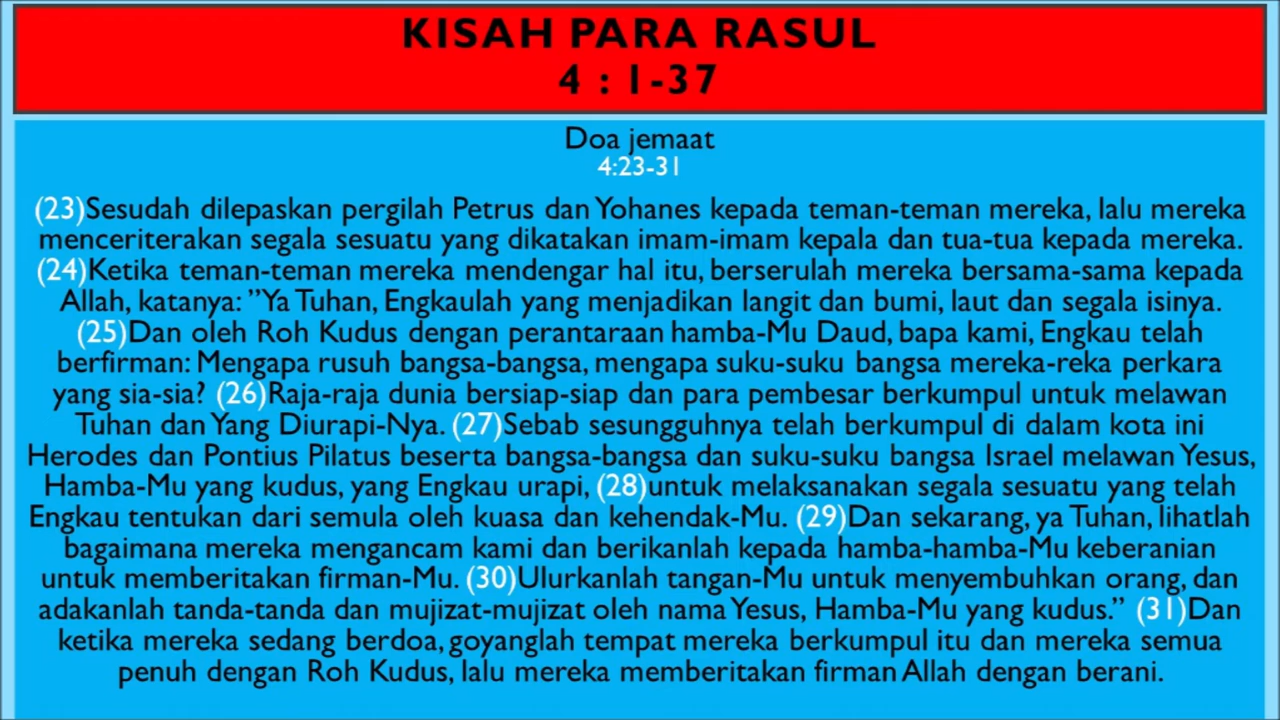 KISAH PARA RASUL
4 : 1-37
Doa jemaat
4:23-31
(23)Sesudah dilepaskan pergilah Petrus dan Yohanes kepada teman-teman mereka, lalu mereka
menceriterakan segala sesuatu yang dikatakan imam-imam kepala dan tua-tua kepada mereka.
(24)Ketika teman-teman mereka mendengar hal itu, berserulah mereka bersama-sama kepada
Allah, katanya: ”Ya Tuhan, Engkaulah yang menjadikan langit dan bumi, laut dan segala isinya.
(25)Dan oleh Roh Kudus dengan perantaraan hamba-Mu Daud, bapa kami, Engkau telah
berfirman: Mengapa rusuh bangsa-bangsa, mengapa suku-suku bangsa mereka-reka perkara
yang sia-sia? (26)Raja-raja dunia bersiap-siap dan para pembesar berkumpul untuk melawan
Tuhan dan Yang Diurapi-Nya. (27)Sebab sesungguhnya telah berkumpul di dalam kota ini
Herodes dan Pontius Pilatus beserta bangsa-bangsa dan suku-suku bangsa Israel melawan Yesus,
Hamba-Mu yang kudus, yang Engkau urapi, (28)untuk melaksanakan segala sesuatu yang telah
Engkau tentukan dari semula oleh kuasa dan kehendak-Mu. (29)Dan sekarang, ya Tuhan, lihatlah
bagaimana mereka mengancam kami dan berikanlah kepada hamba-hamba-Mu keberanian
untuk memberitakan firman-Mu. (30)Ulurkanlah tangan-Mu untuk menyembuhkan orang, dan
adakanlah tanda-tanda dan mujizat-mujizat oleh nama Yesus, Hamba-Mu yang kudus.” (31)Dan
ketika mereka sedang berdoa, goyanglah tempat mereka berkumpul itu dan mereka semua
penuh dengan Roh Kudus, lalu mereka memberitakan firman Allah dengan berani.